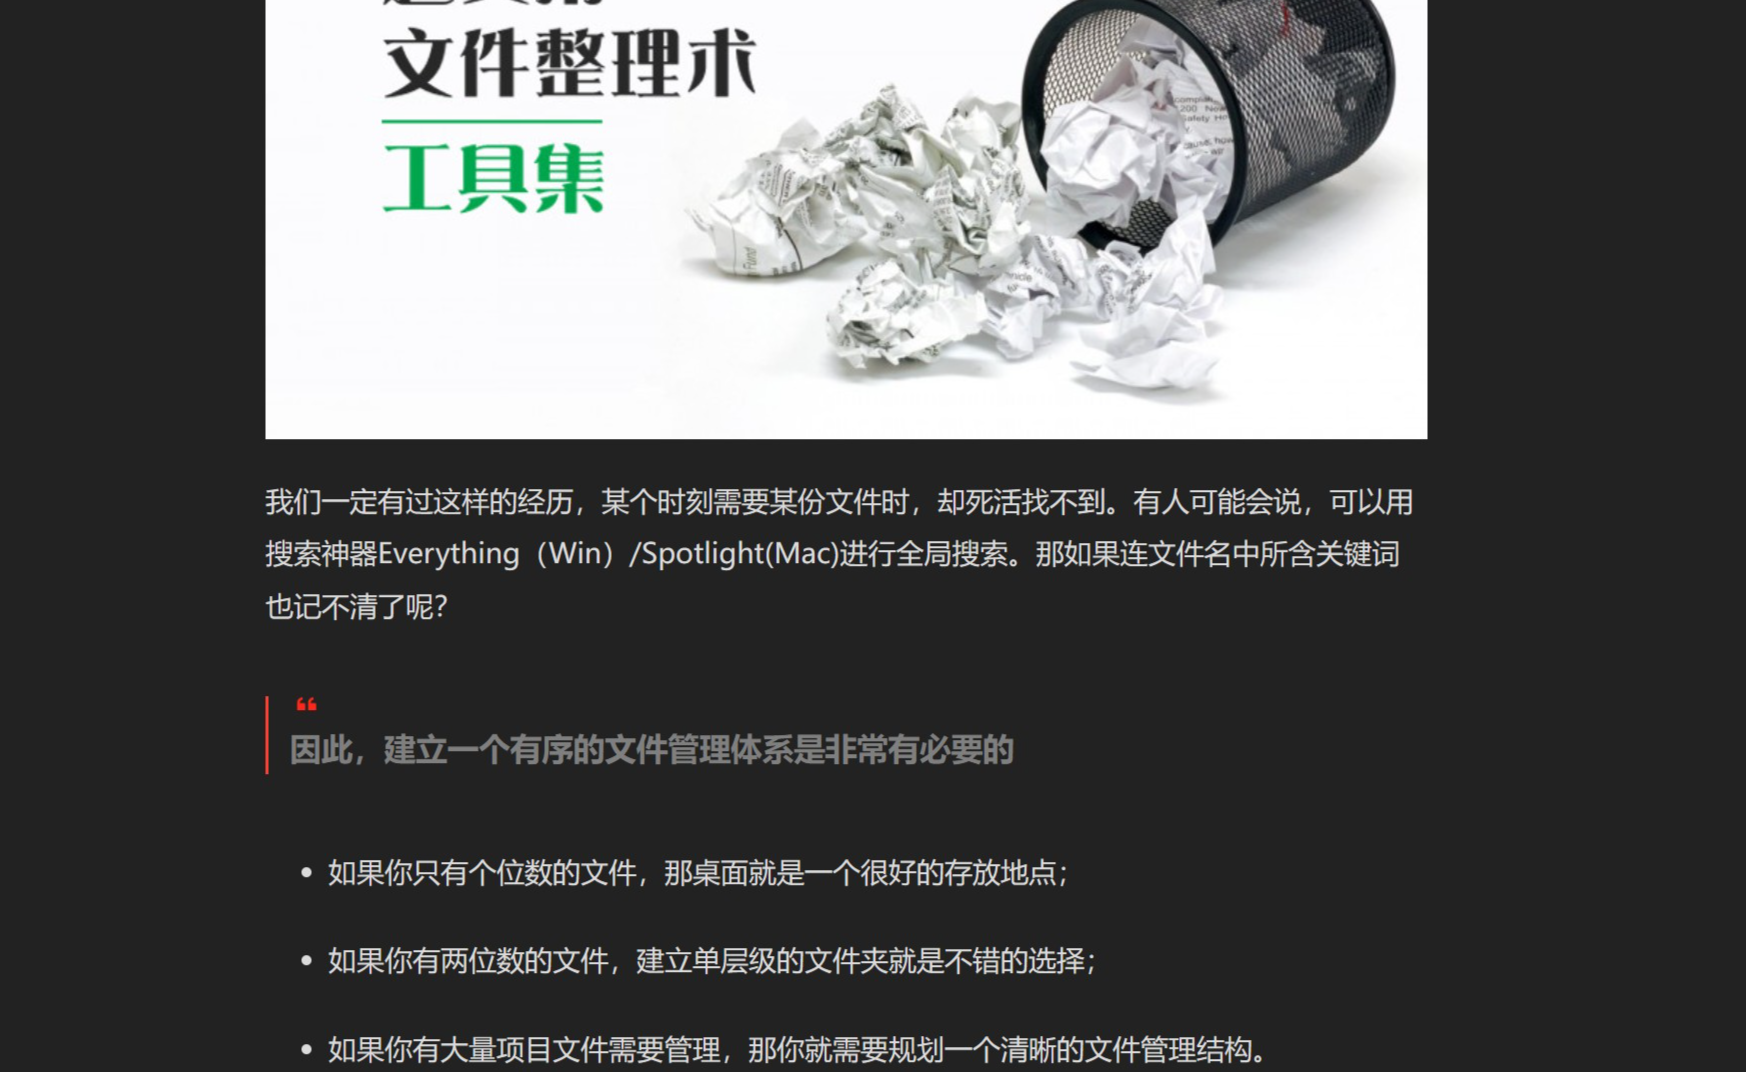 文件整理术
工具集
我们一定有过这样的经历，某个时刻需要某份文件时，却死活找不到。有人可能会说，可以用
搜索神器Everything（Win）/Spotlight(Mac)进行全局搜索。那如果连文件名中所含关键词
也记不清了呢？
❝
因此，建立一个有序的文件管理体系是非常有必要的
• 如果你只有个位数的文件，那桌面就是一个很好的存放地点；
• 如果你有两位数的文件，建立单层级的文件夹就是不错的选择；
• 如果你有大量项目文件需要管理，那你就需要规划一个清晰的文件管理结构。